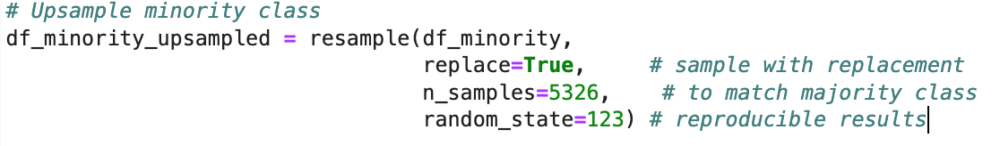 # Upsample minority class
df_minority_upsampled = resample(df_minority,
replace=True, # sample with replacement
n_samples=5326, # to match majority class
random_state=123) # reproducible results